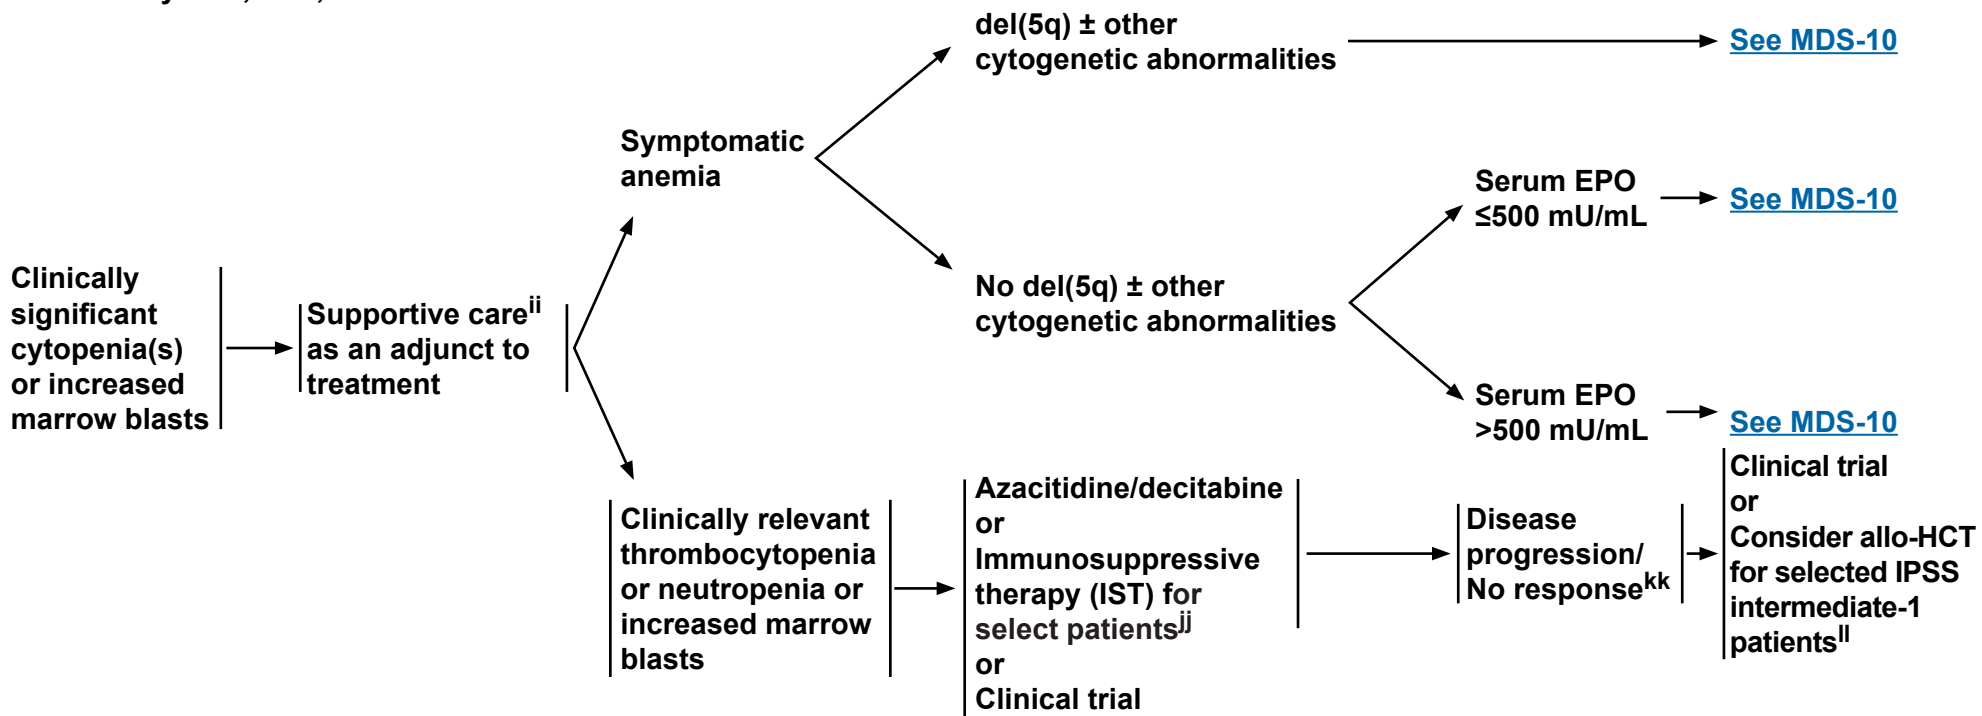 del(5q) ± other
cytogenetic abnormalities
See MDS-10
Symptomatic
anemia
Serum EPO
≤500 mU/mL
See MDS-10
No del(5q) ± other
cytogenetic abnormalities
Clinically
significant
cytopenia(s)
or increased
marrow blasts
Supportive careii
as an adjunct to
treatment
Serum EPO
>500 mU/mL
See MDS-10
Clinically relevant
thrombocytopenia
or neutropenia or
increased marrow
blasts
Azacitidine/decitabine
or
Immunosuppressive
therapy (IST) for
select patientsjj
or
Clinical trial
Disease
progression/
No responsekk
Clinical trial
or
Consider allo-HCT
for selected IPSS
intermediate-1
patientsll